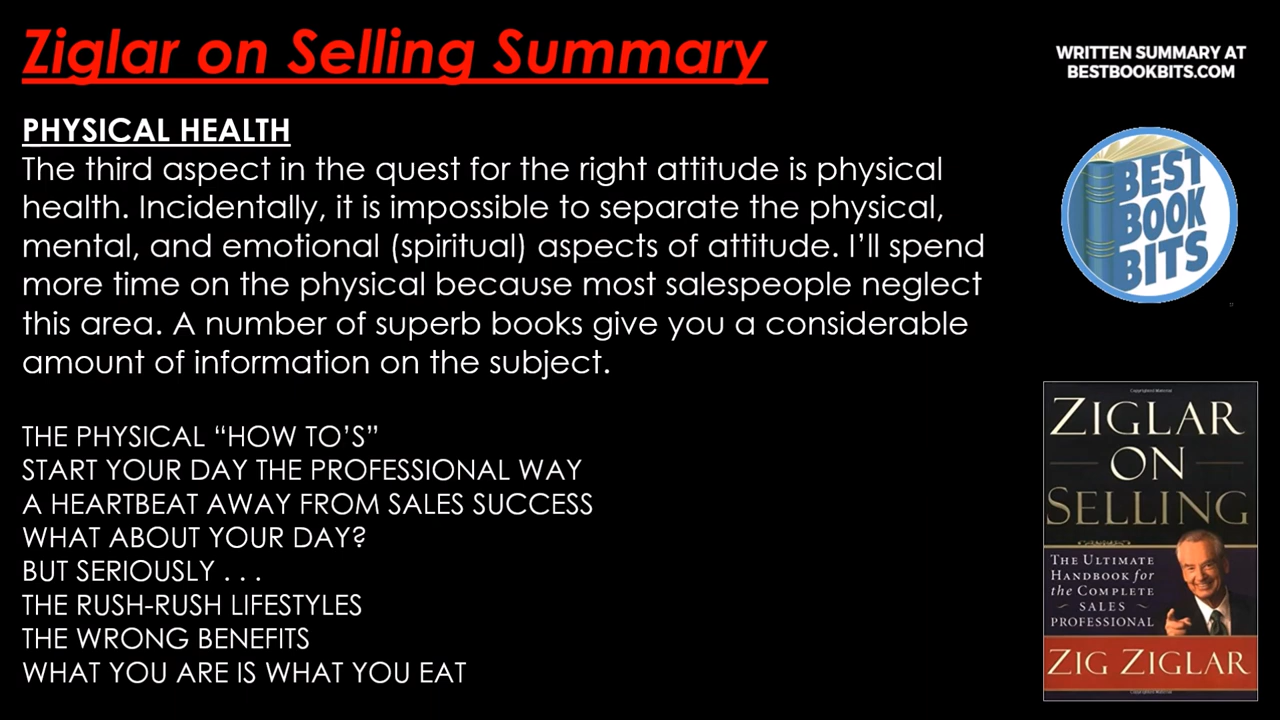 Ziglar on Selling Summary
WRITTEN SUMMARY AT
BESTBOOKBITS.COM
PHYSICAL HEALTH
The third aspect in the quest for the right attitude is physical
health. Incidentally, it is impossible to separate the physical,
mental, and emotional (spiritual) aspects of attitude. I’ll spend
more time on the physical because most salespeople neglect
this area. A number of superb books give you a considerable
amount of information on the subject.
THE PHYSICAL “HOW TO’S”
START YOUR DAY THE PROFESSIONAL WAY
A HEARTBEAT AWAY FROM SALES SUCCESS
WHAT ABOUT YOUR DAY?
BUT SERIOUSLY . . .
THE RUSH-RUSH LIFESTYLES
THE WRONG BENEFITS
WHAT YOU ARE IS WHAT YOU EAT
BEST
BOOK
BITS
ZIGLAR
ON
SELLING
THE ULTIMATE
HANDBOOK for
the COMPLETE
SALES
PROFESSIONAL
ZIG ZIGLAR